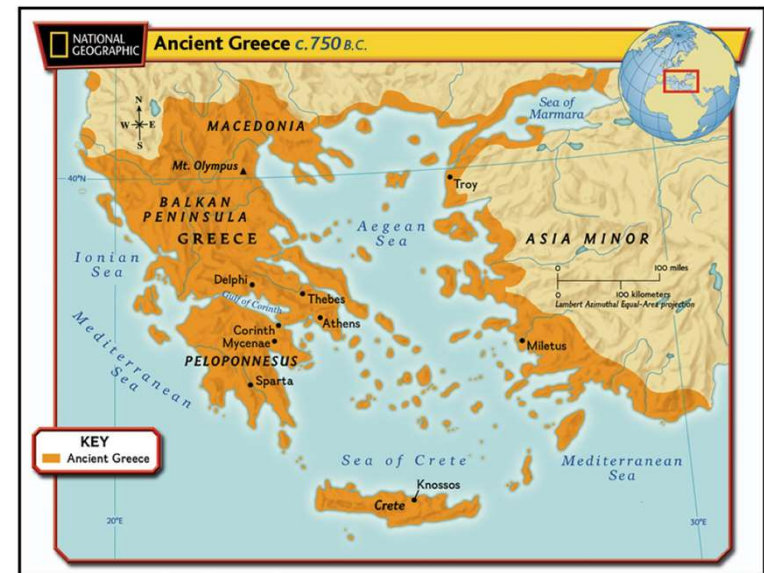 NATIONAL
GEOGRAPHIC
Ancient Greece c.750 B.C.
N
W E
S
MACEDONIA
Sea of
Marmara
Mt. Olympus
40°N
Troy
BALKAN
PENINSULA
GREECE
Aegean
Sea
ASIA MINOR
Ionian
Sea
0 100 miles
0 100 kilometers
Lambert Azimuthal Equal-Area projection
Delphi
Thebes
Gulf of Corinth
Athens
Corinth
Mycenae
Miletus
Mediterranean
Sea
PELOPONNESUS
Sparta
KEY
Ancient Greece
Sea of Crete
Mediterranean
Sea
Knossos
Crete
20°E
30°E